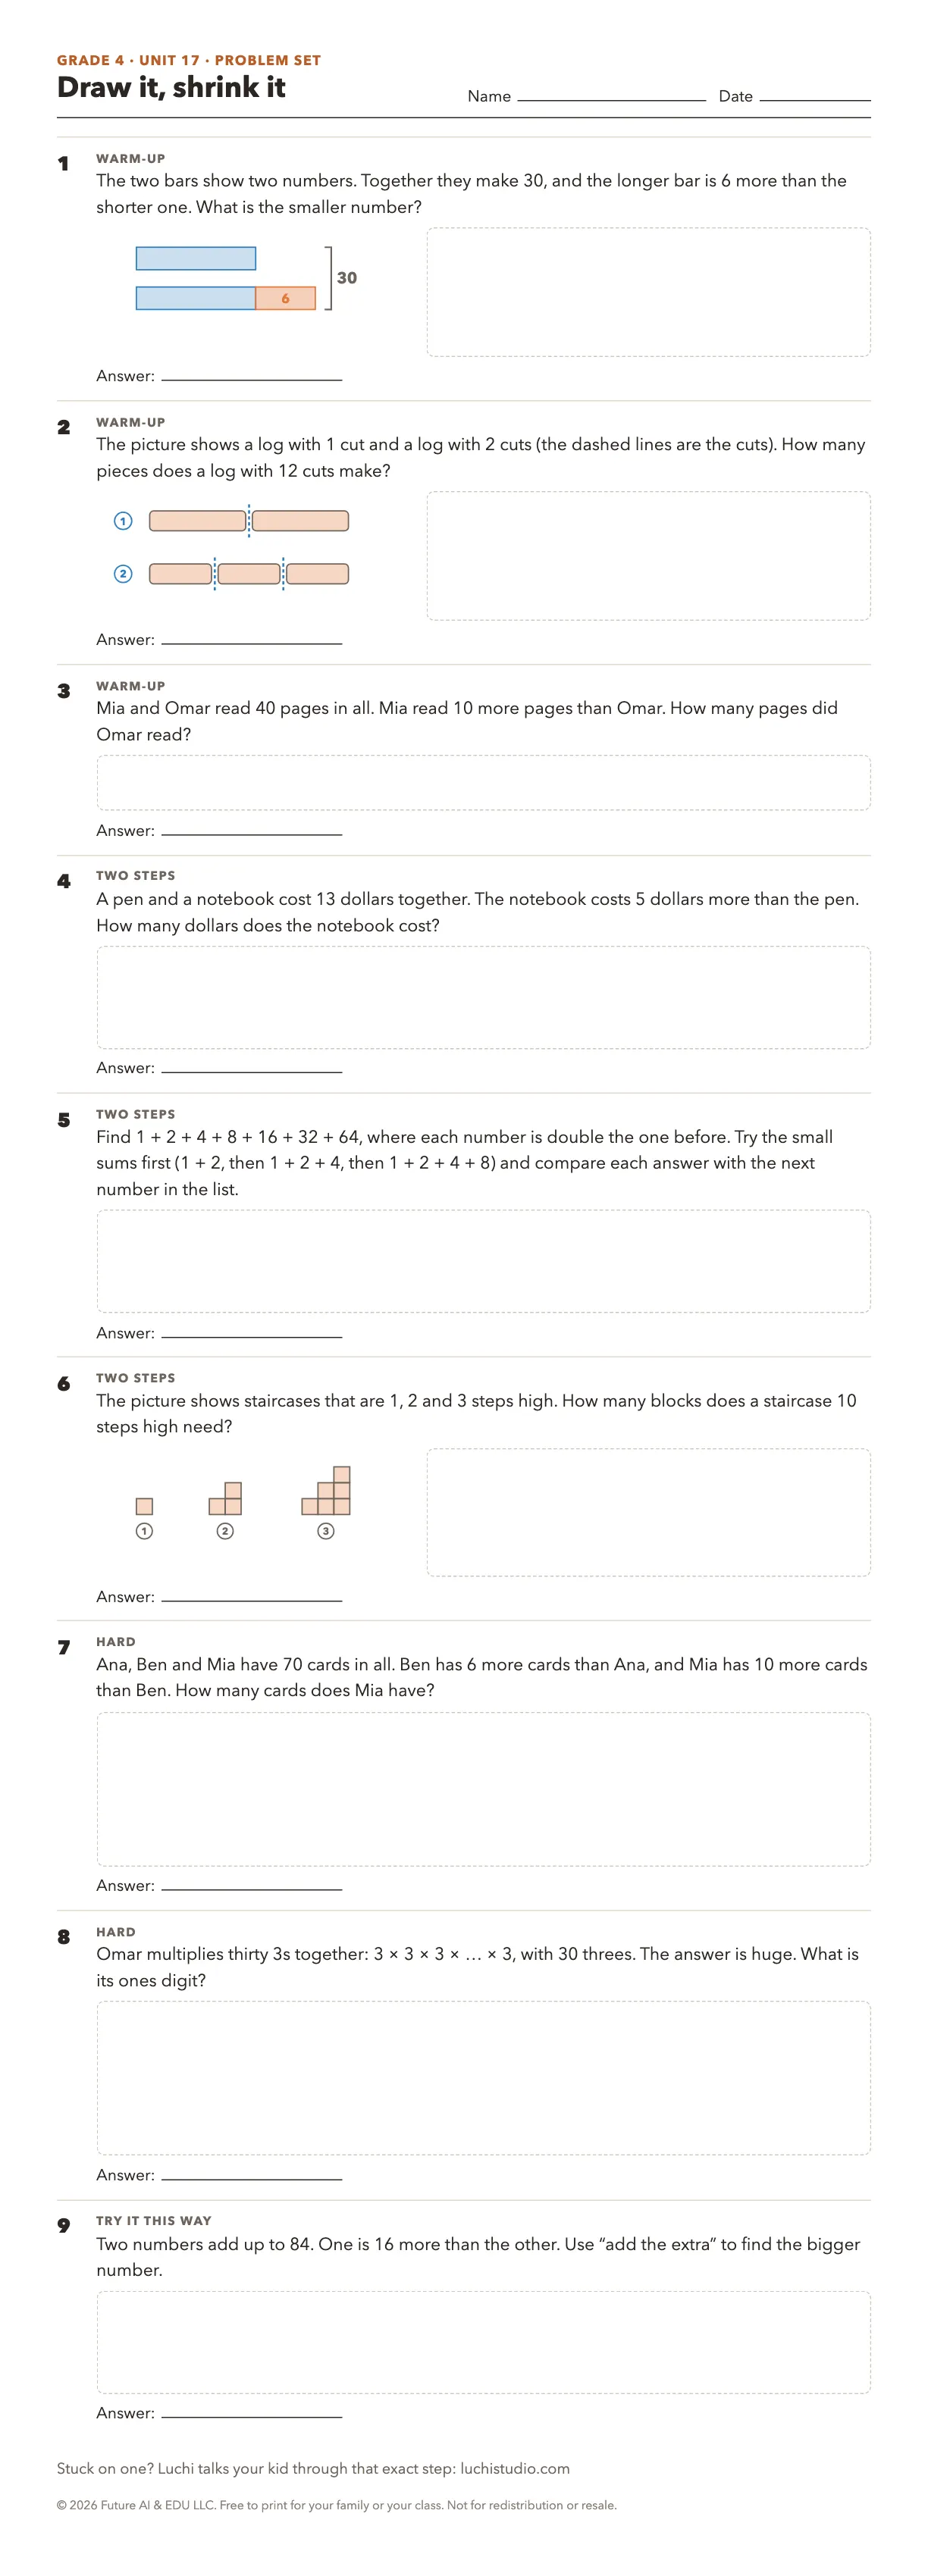 GRADE 4 · UNIT 17 · PROBLEM SET
Draw it, shrink it
Name
Date
1
WARM-UP
The two bars show two numbers. Together they make 30, and the longer bar is 6 more than the
shorter one. What is the smaller number?
30
6
Answer:
2
WARM-UP
The picture shows a log with 1 cut and a log with 2 cuts (the dashed lines are the cuts). How many
pieces does a log with 12 cuts make?
1
2
Answer:
3
WARM-UP
Mia and Omar read 40 pages in all. Mia read 10 more pages than Omar. How many pages did
Omar read?
Answer:
4
TWO STEPS
A pen and a notebook cost 13 dollars together. The notebook costs 5 dollars more than the pen.
How many dollars does the notebook cost?
Answer:
5
TWO STEPS
Find 1 + 2 + 4 + 8 + 16 + 32 + 64, where each number is double the one before. Try the small
sums first (1 + 2, then 1 + 2 + 4, then 1 + 2 + 4 + 8) and compare each answer with the next
number in the list.
Answer:
6
TWO STEPS
The picture shows staircases that are 1, 2 and 3 steps high. How many blocks does a staircase 10
steps high need?
1 2 3
Answer:
7
HARD
Ana, Ben and Mia have 70 cards in all. Ben has 6 more cards than Ana, and Mia has 10 more cards
than Ben. How many cards does Mia have?
Answer:
8
HARD
Omar multiplies thirty 3s together: 3 × 3 × 3 × … × 3, with 30 threes. The answer is huge. What is
its ones digit?
Answer:
9
TRY IT THIS WAY
Two numbers add up to 84. One is 16 more than the other. Use “add the extra” to find the bigger
number.
Answer:
Stuck on one? Luchi talks your kid through that exact step: luchistudio.com
© 2026 Future AI & EDU LLC. Free to print for your family or your class. Not for redistribution or resale.